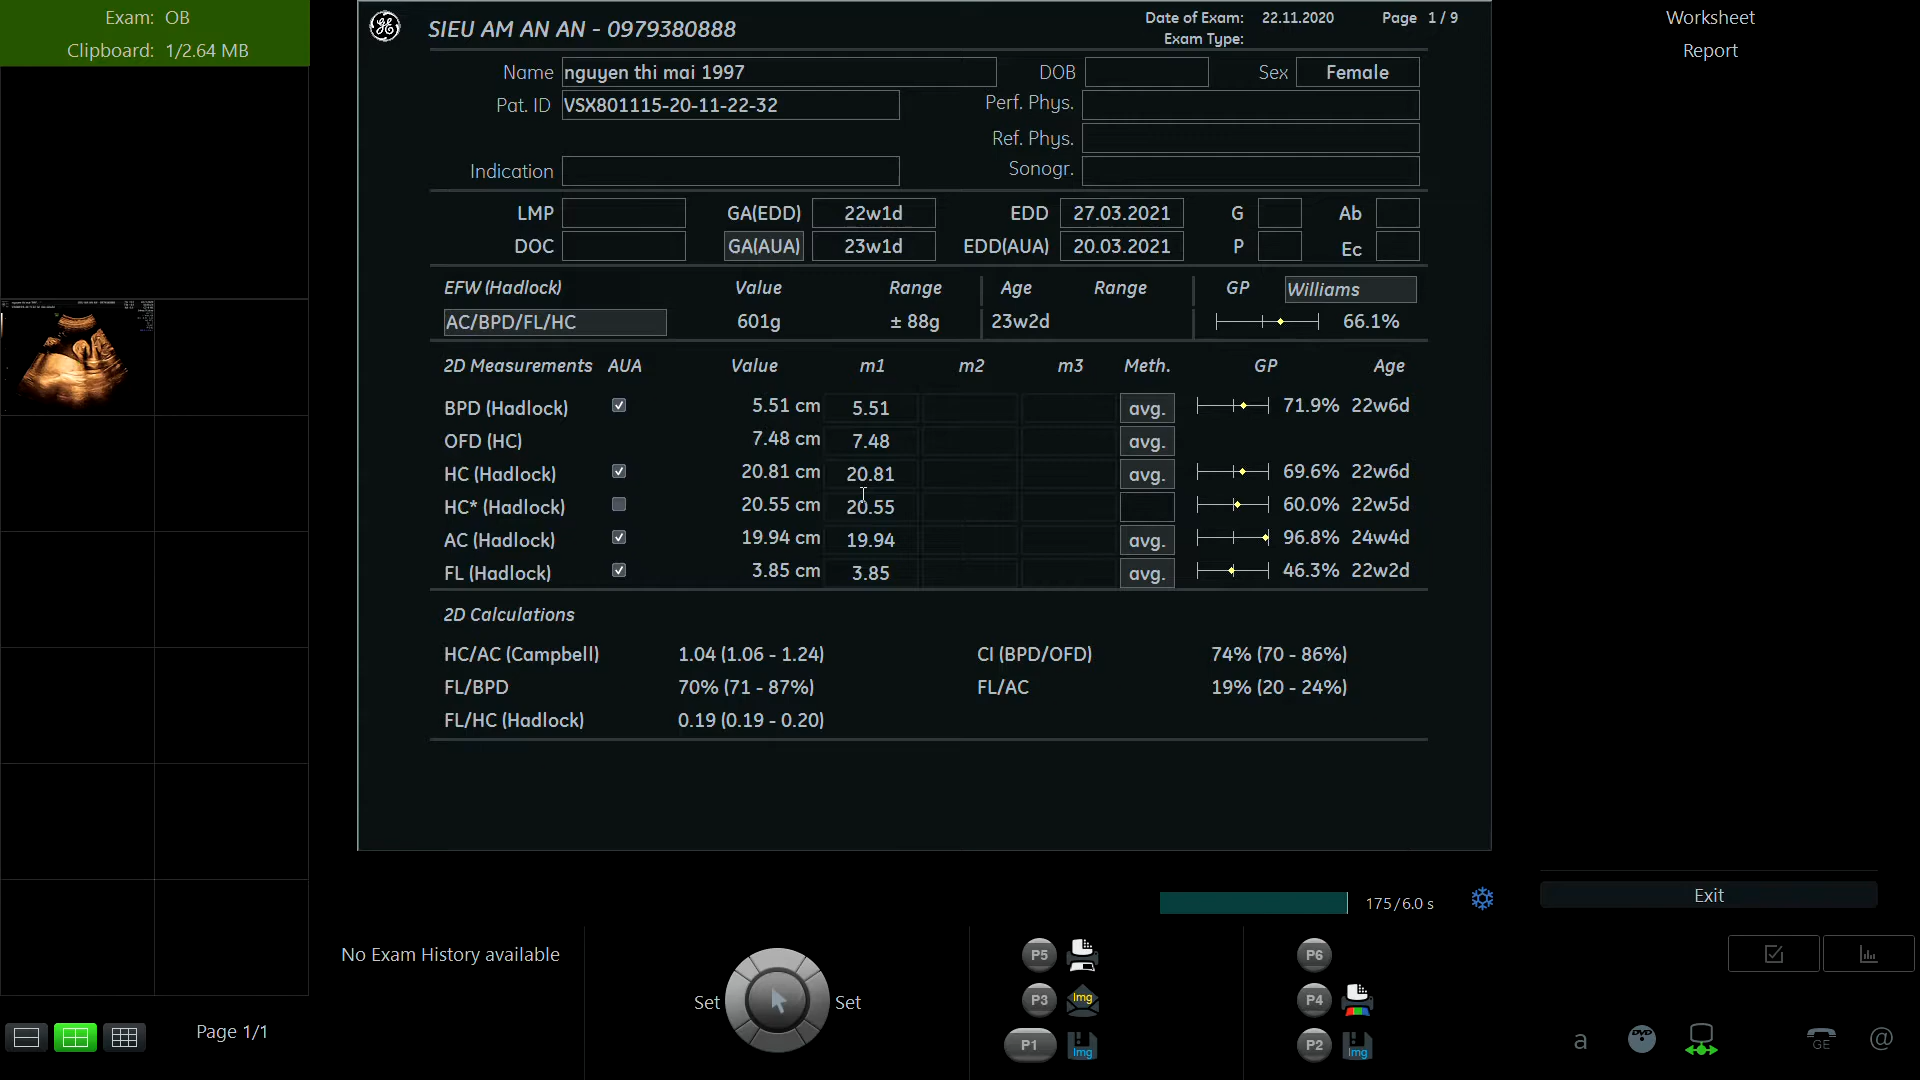 Exam: OB
Clipboard: 1/2.64 MB
SIEU AM AN AN - 0979380888
Date of Exam: 22.11.2020 Page 1 / 9
Exam Type:
Name nguyen thi mai 1997 DOB Sex Female
Pat. ID VSX801115-20-11-22-32 Perf. Phys.
Ref. Phys.
Indication Sonogr.
LMP GA(EDD) 22w1d EDD 27.03.2021 G Ab
DOC GA(AUA) 23w1d EDD(AUA) 20.03.2021 P Ec
EFW (Hadlock) Value Range Age Range GP Williams
AC/BPD/FL/HC 601g ± 88g 23w2d 66.1%
2D Measurements AUA Value m1 m2 m3 Meth. GP Age
BPD (Hadlock) 5.51 cm 5.51 avg. 71.9% 22w6d
OFD (HC) 7.48 cm 7.48 avg.
HC (Hadlock) 20.81 cm 20.81 avg. 69.6% 22w6d
HC* (Hadlock) 20.55 cm 20.55 60.0% 22w5d
AC (Hadlock) 19.94 cm 19.94 avg. 96.8% 24w4d
FL (Hadlock) 3.85 cm 3.85 avg. 46.3% 22w2d
2D Calculations
HC/AC (Campbell) 1.04 (1.06 - 1.24) CI (BPD/OFD) 74% (70 - 86%)
FL/BPD 70% (71 - 87%) FL/AC 19% (20 - 24%)
FL/HC (Hadlock) 0.19 (0.19 - 0.20)
Worksheet
Report
175/6.0 s
Exit
No Exam History available
Set Set
P5
P3 Img
P1 Img
P6
P4
P2 Img
Page 1/1
a DVD GE @